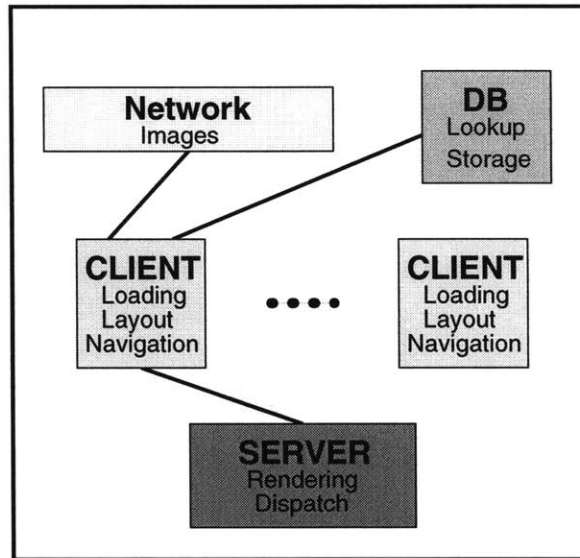 Network
Images
DB
Lookup
Storage
CLIENT
Loading
Layout
Navigation
CLIENT
Loading
Layout
Navigation
SERVER
Rendering
Dispatch